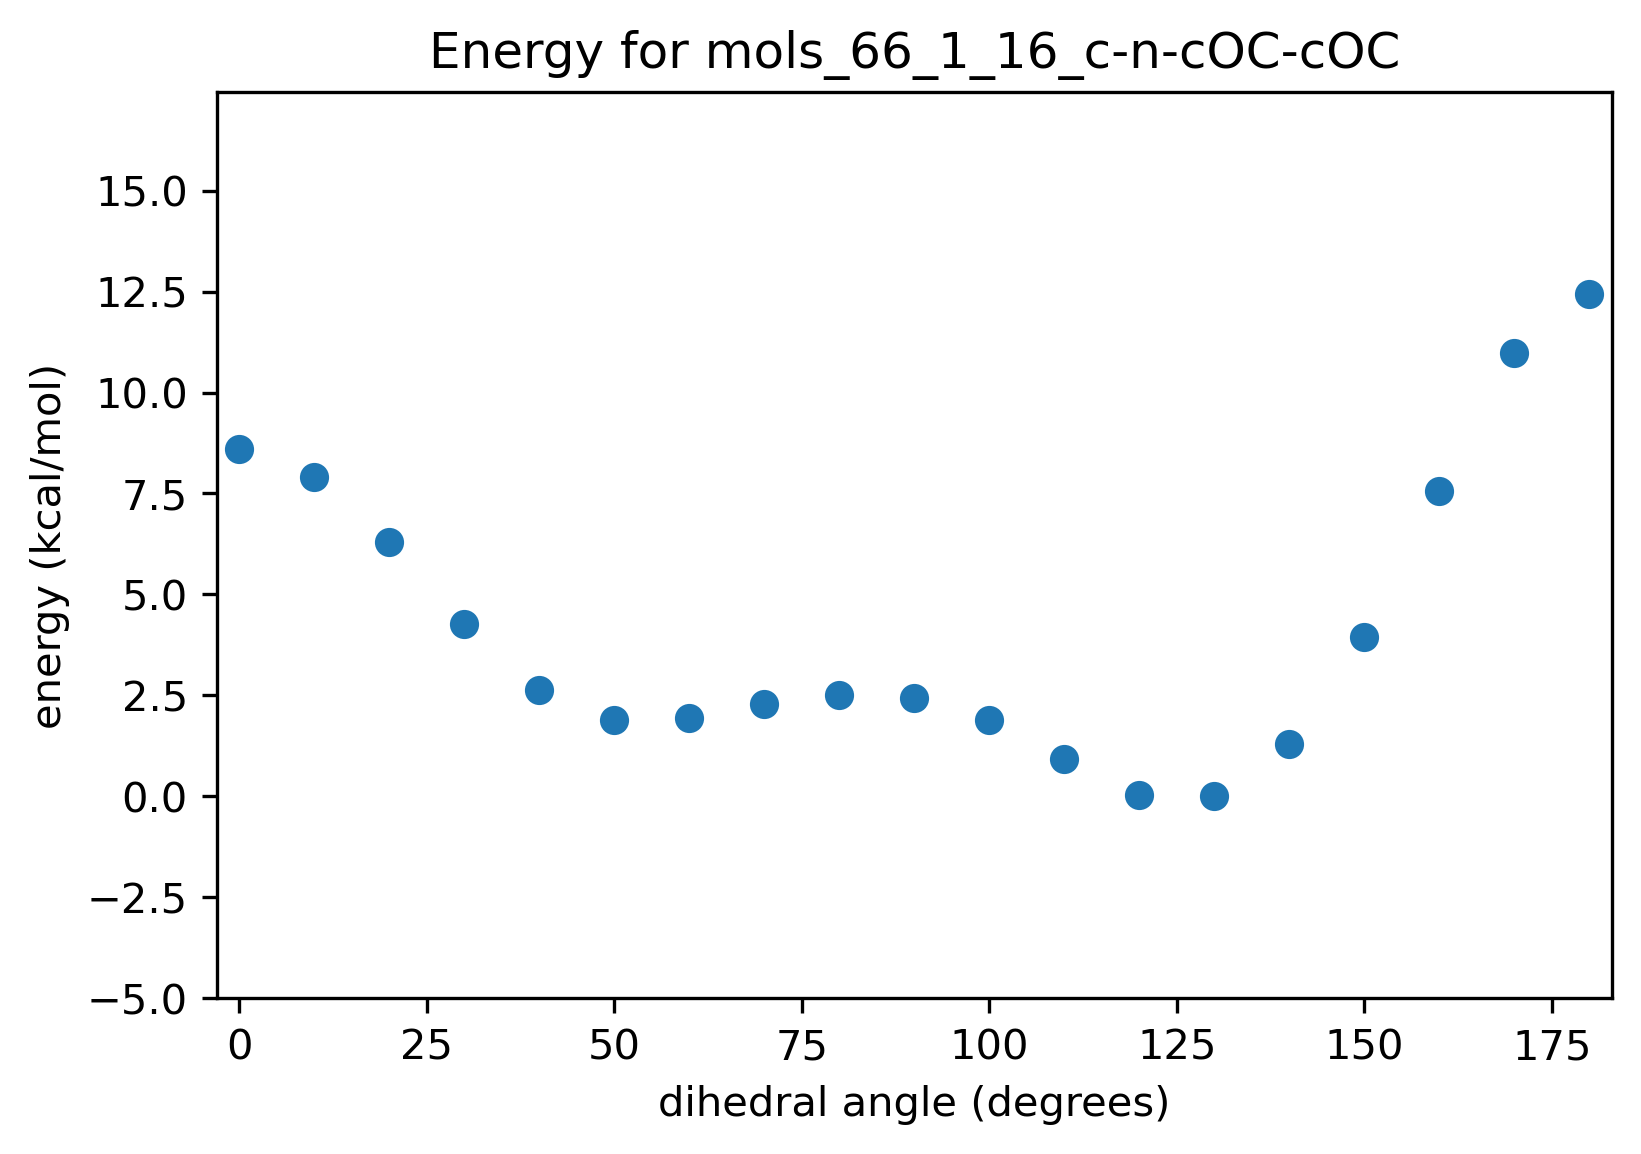 Energy for mols_66_1_16_c-n-cOC-cOC
15.0
12.5
10.0
7.5
5.0
2.5
0.0
−2.5
−5.0
energy (kcal/mol)
0 25 50 75 100 125 150 175
dihedral angle (degrees)